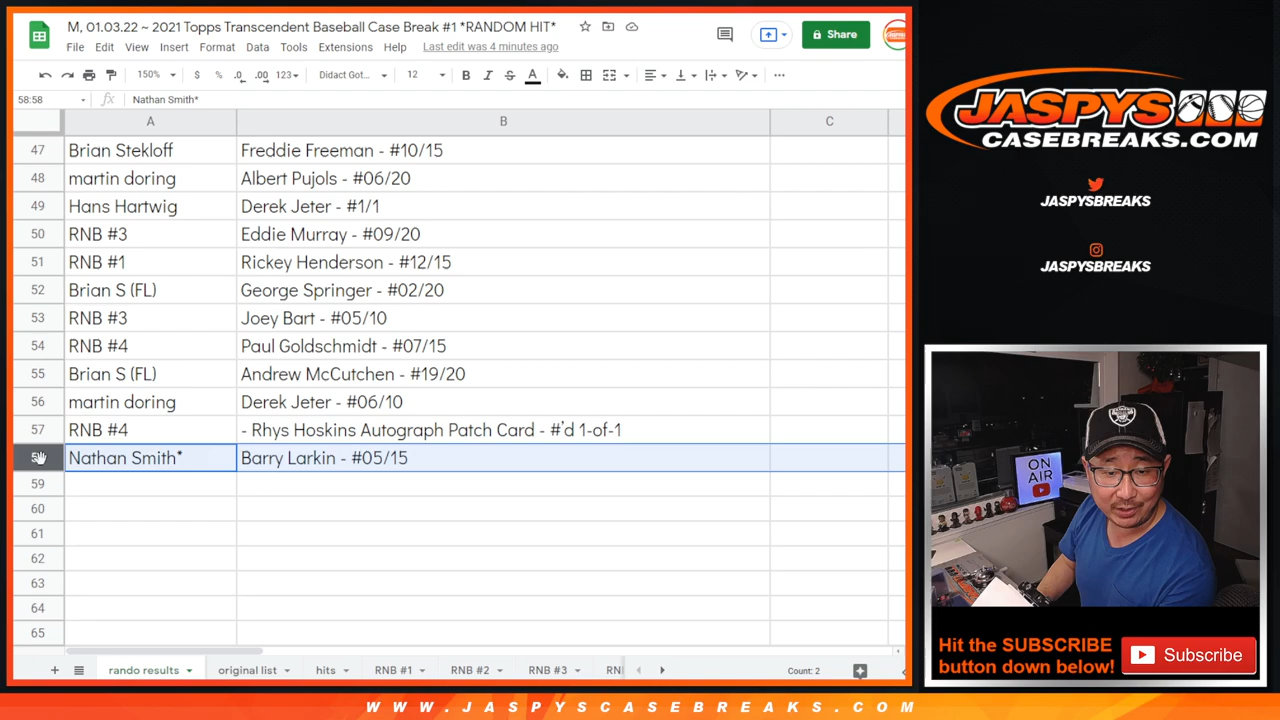 M, 01.03.22 ~ 2021 Topps Transcendent Baseball Case Break #1 *RANDOM HIT*
File Edit View Insert Format Data Tools Extensions Help Last edit was 4 minutes ago
Share
150% $ % .0 .00 123 Didact Got... 12 B I S A
58:58 fx Nathan Smith*
A B C
47 Brian Stekloff Freddie Freeman - #10/15
48 martin doring Albert Pujols - #06/20
49 Hans Hartwig Derek Jeter - #1/1
50 RNB #3 Eddie Murray - #09/20
51 RNB #1 Rickey Henderson - #12/15
52 Brian S (FL) George Springer - #02/20
53 RNB #3 Joey Bart - #05/10
54 RNB #4 Paul Goldschmidt - #07/15
55 Brian S (FL) Andrew McCutchen - #19/20
56 martin doring Derek Jeter - #06/10
57 RNB #4 - Rhys Hoskins Autograph Patch Card - #'d 1-of-1
Nathan Smith* Barry Larkin - #05/15
59
60
61
62
63
64
65
rando results original list hits RNB #1 RNB #2 RNB #3 Count: 2
JASPYS
CASEBREAKS.COM
JASPYSBREAKS
JASPYSBREAKS
ON
AIR
Hit the SUBSCRIBE
button down below!
Subscribe
WWW.JASPYSCASEBREAKS.COM